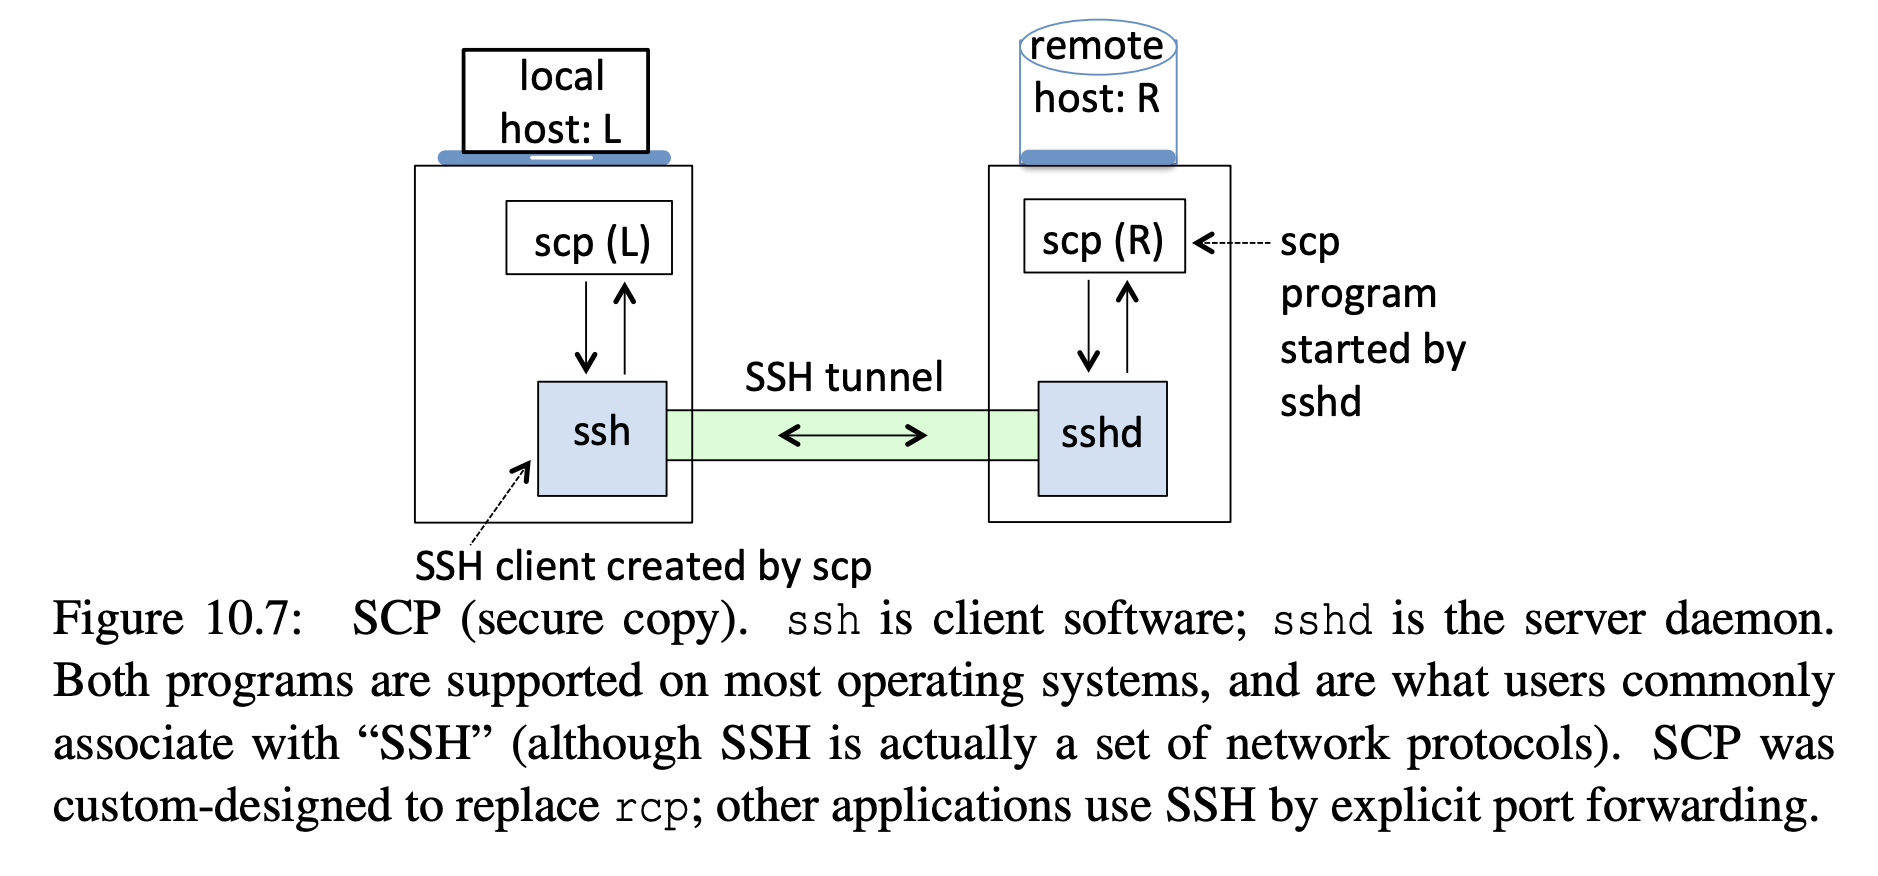 local
host: L
remote
host: R
scp (L)
scp (R)
scp
program
started by
sshd
SSH tunnel
ssh
sshd
SSH client created by scp
Figure 10.7: SCP (secure copy). ssh is client software; sshd is the server daemon.
Both programs are supported on most operating systems, and are what users commonly
associate with “SSH” (although SSH is actually a set of network protocols). SCP was
custom-designed to replace rcp; other applications use SSH by explicit port forwarding.